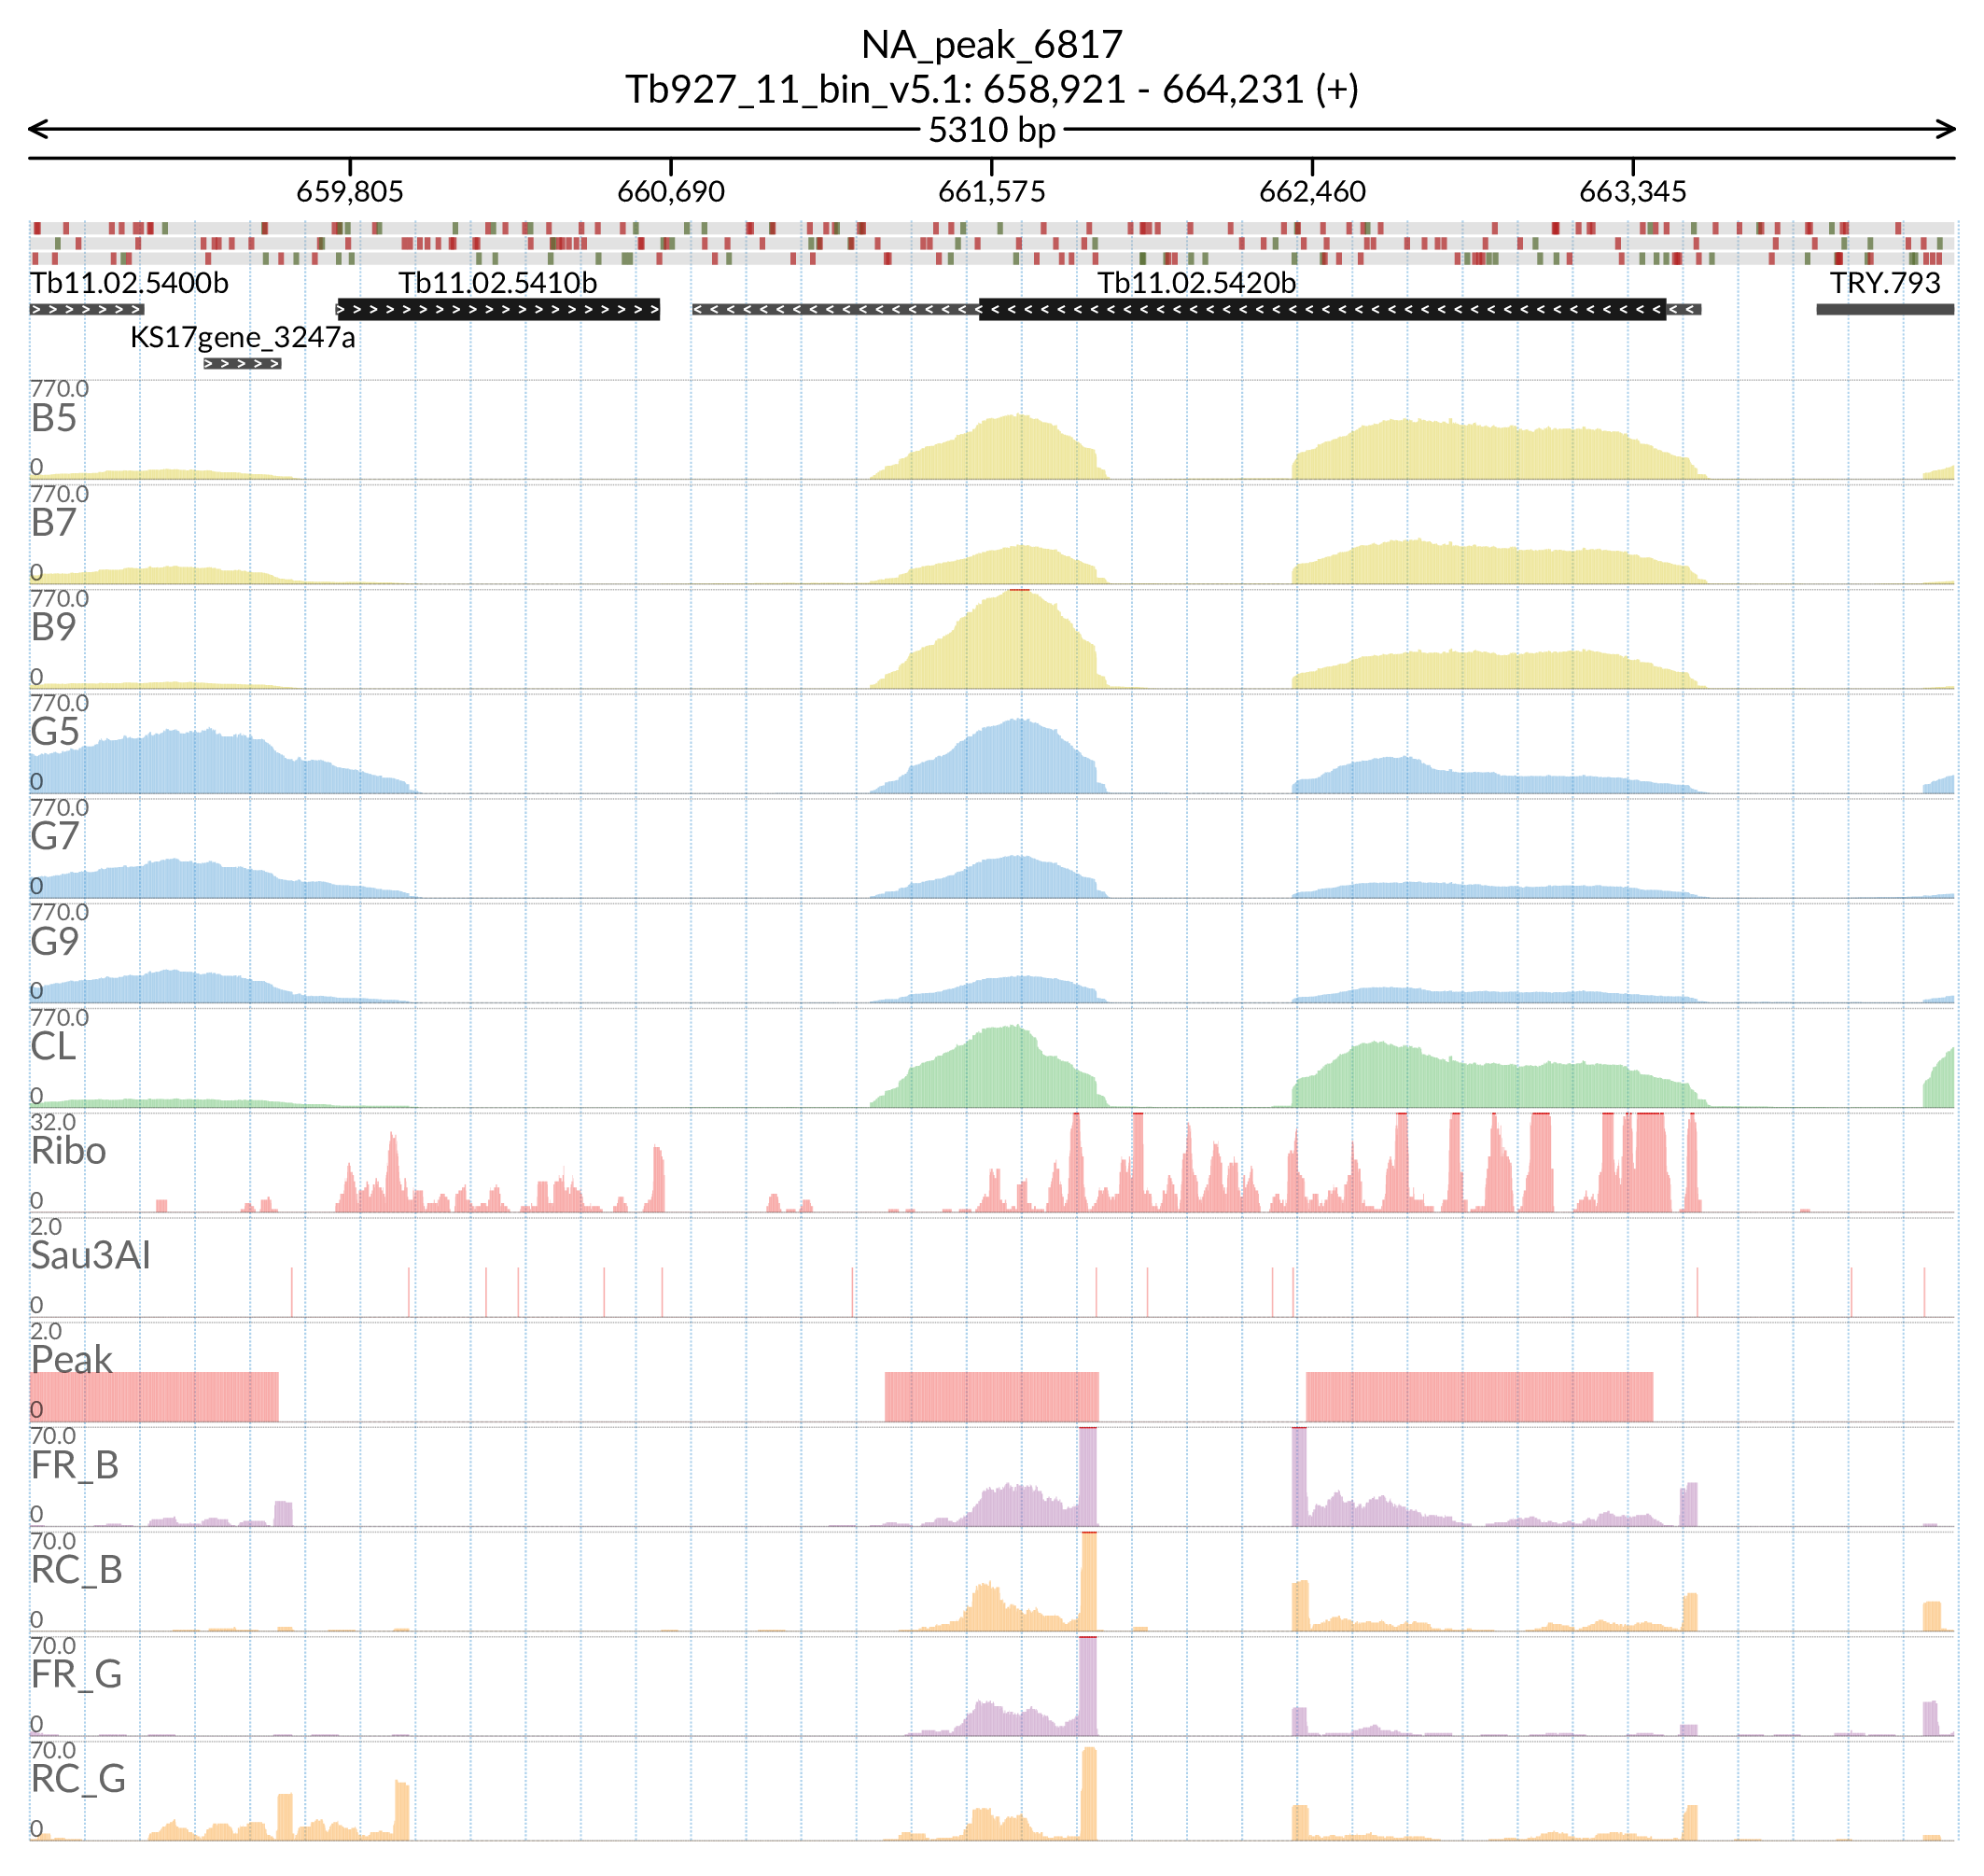 NA_peak_6817
Tb927_11_bin_v5.1: 658,921 - 664,231 (+)
5310 bp
659,805 660,690 661,575 662,460 663,345
Tb11.02.5400b Tb11.02.5410b Tb11.02.5420b TRY.793
KS17gene_3247a
770.0
B5
0
770.0
B7
0
770.0
B9
0
770.0
G5
0
770.0
G7
0
770.0
G9
0
770.0
CL
0
32.0
Ribo
0
2.0
Sau3AI
0
2.0
Peak
0
70.0
FR_B
0
70.0
RC_B
0
70.0
FR_G
0
70.0
RC_G
0